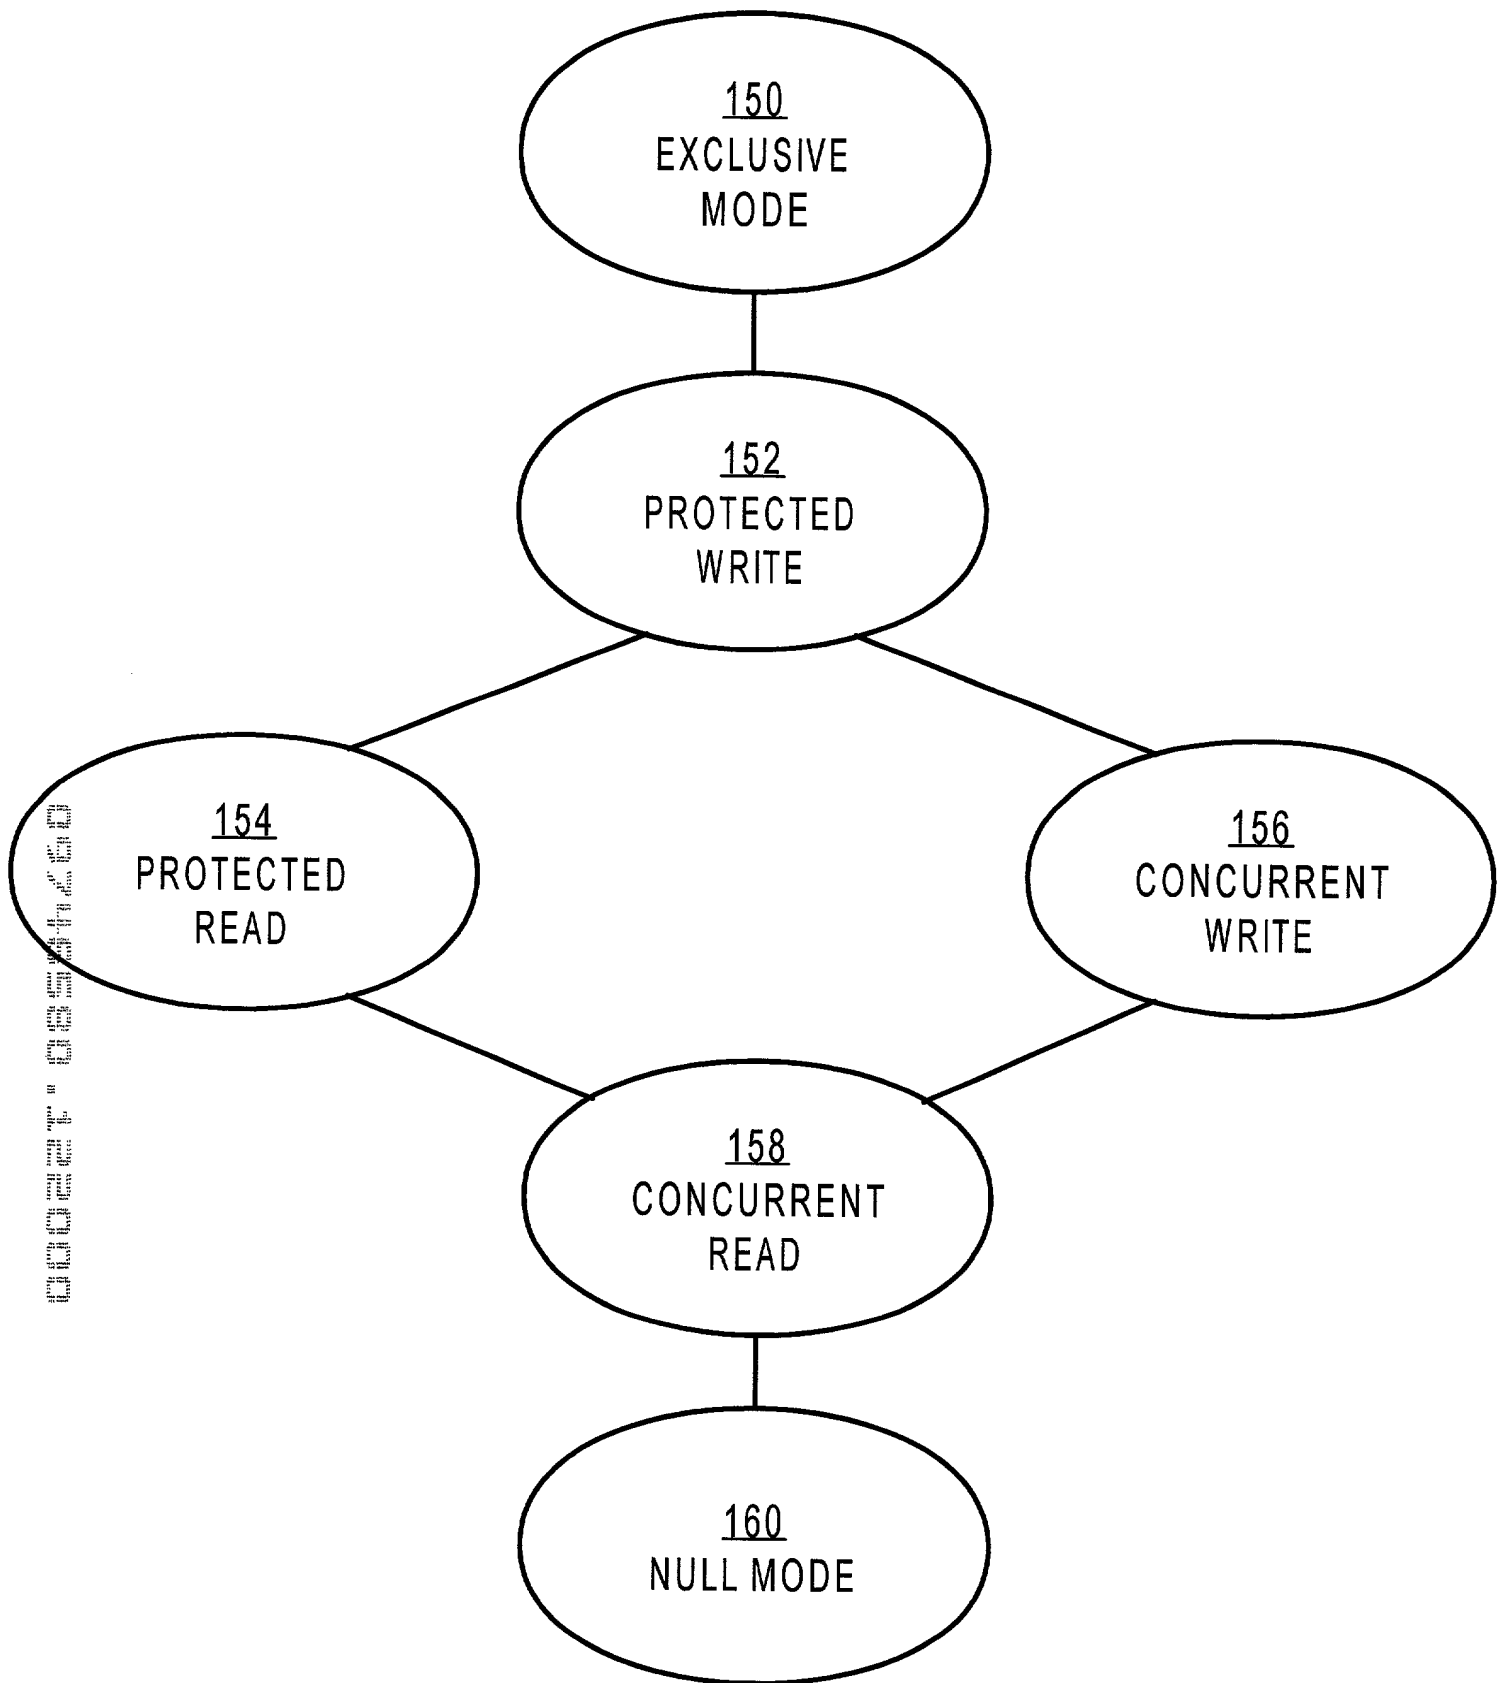 150
EXCLUSIVE
MODE
152
PROTECTED
WRITE
154
PROTECTED
READ
156
CONCURRENT
WRITE
158
CONCURRENT
READ
160
NULL MODE